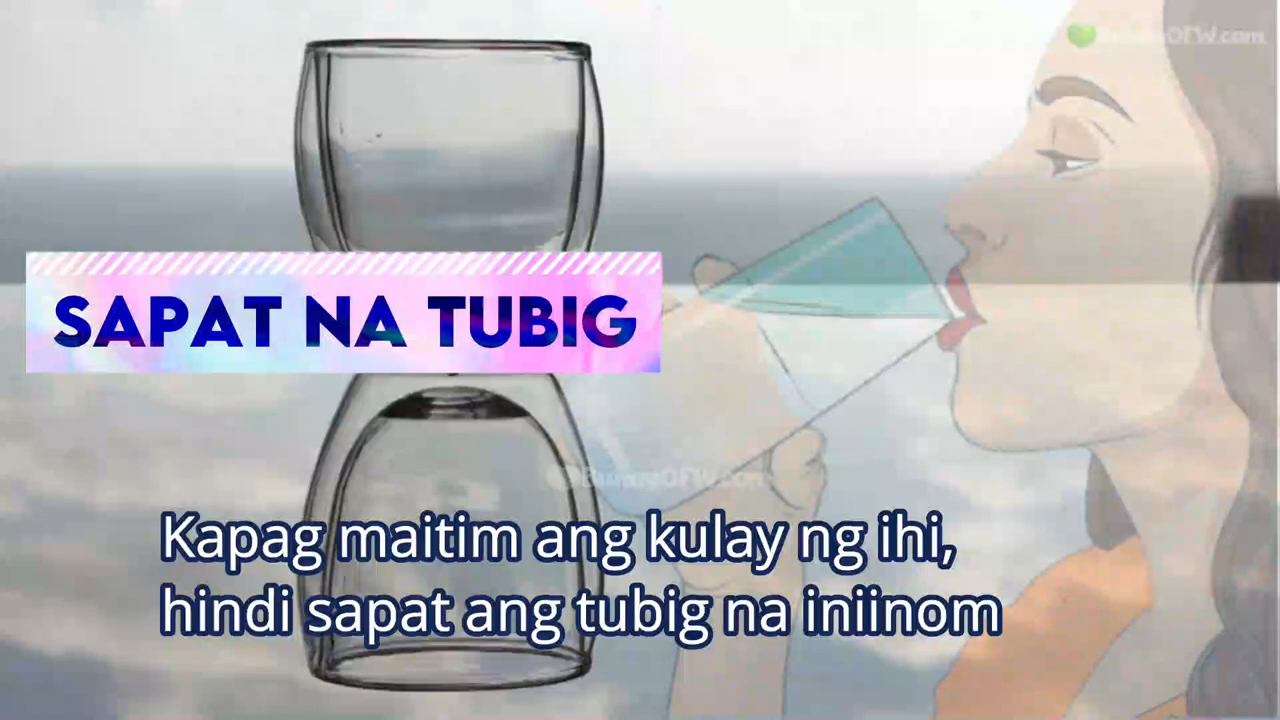 SAPAT NA TUBIG
Kapag maitim ang kulay ng ihi,
hindi sapat ang tubig na iniinom